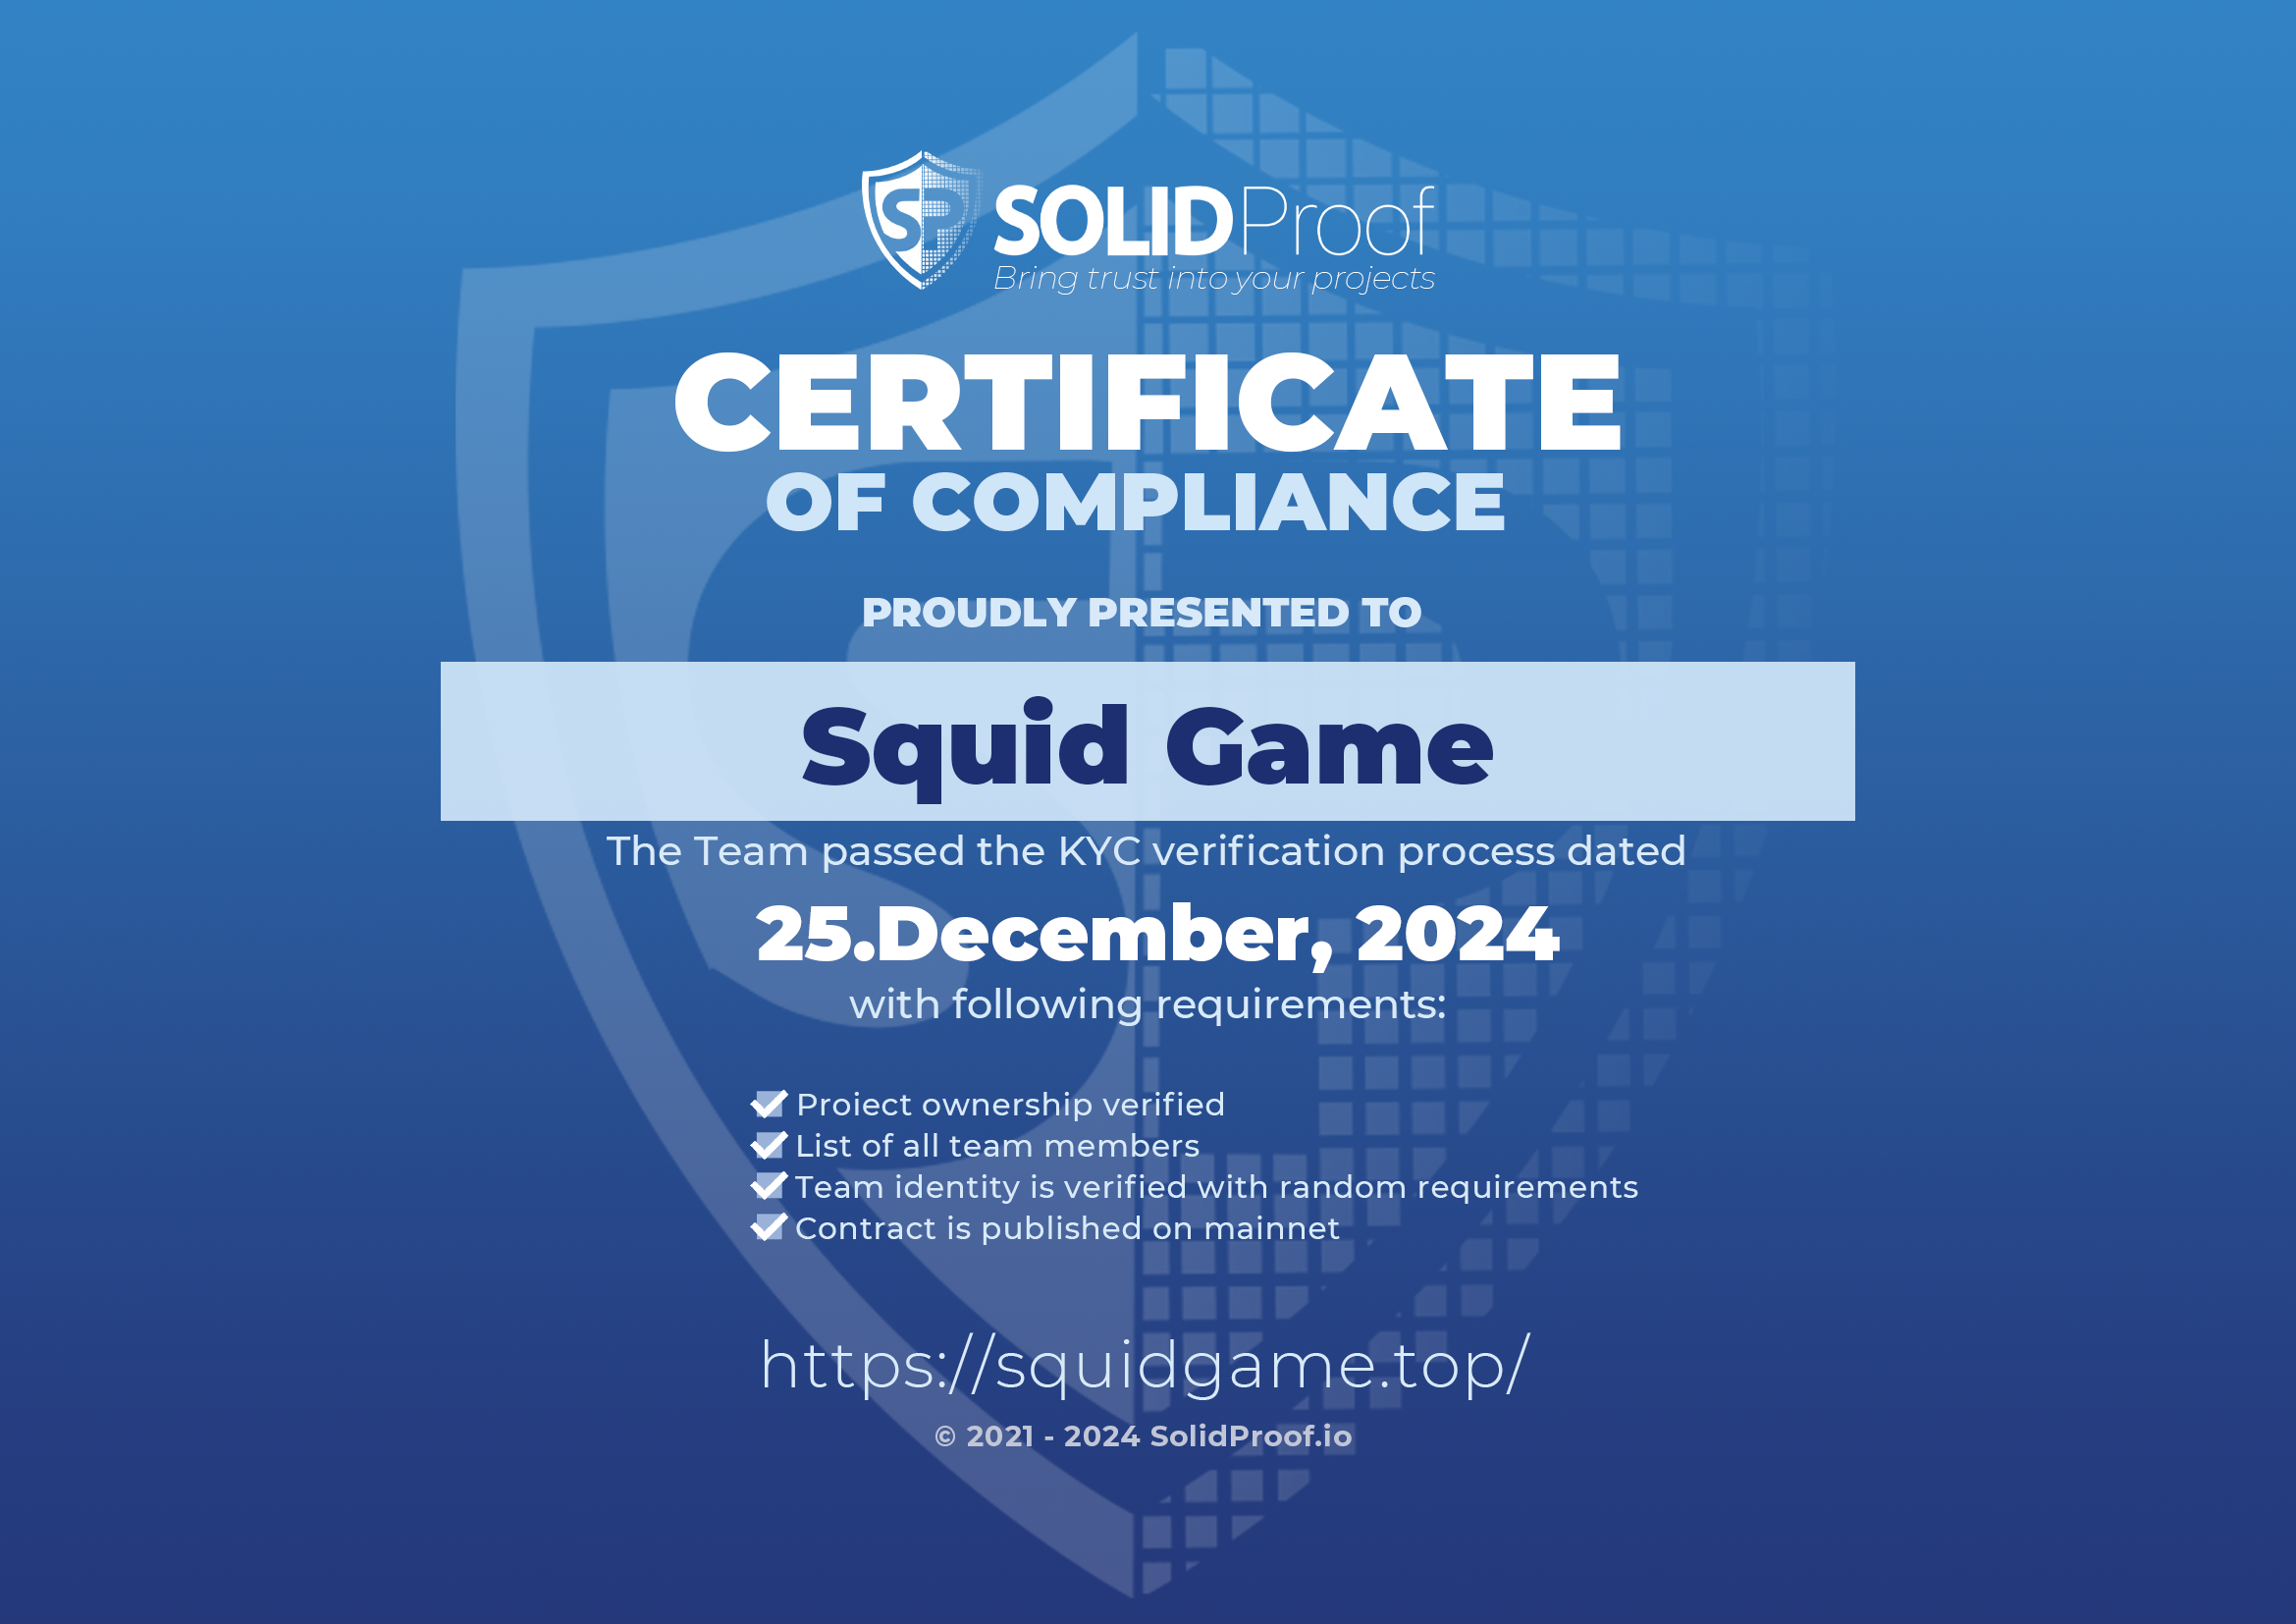 SP
SOLIDProof
Bring trust into your projects
CERTIFICATE
OF COMPLIANCE
PROUDLY PRESENTED TO
Squid Game
The Team passed the KYC verification process dated
25.December, 2024
with following requirements:
Proiect ownership verified
List of all team members
Team identity is verified with random requirements
Contract is published on mainnet
https://squidgame.top/
© 2021 - 2024 SolidProof.io